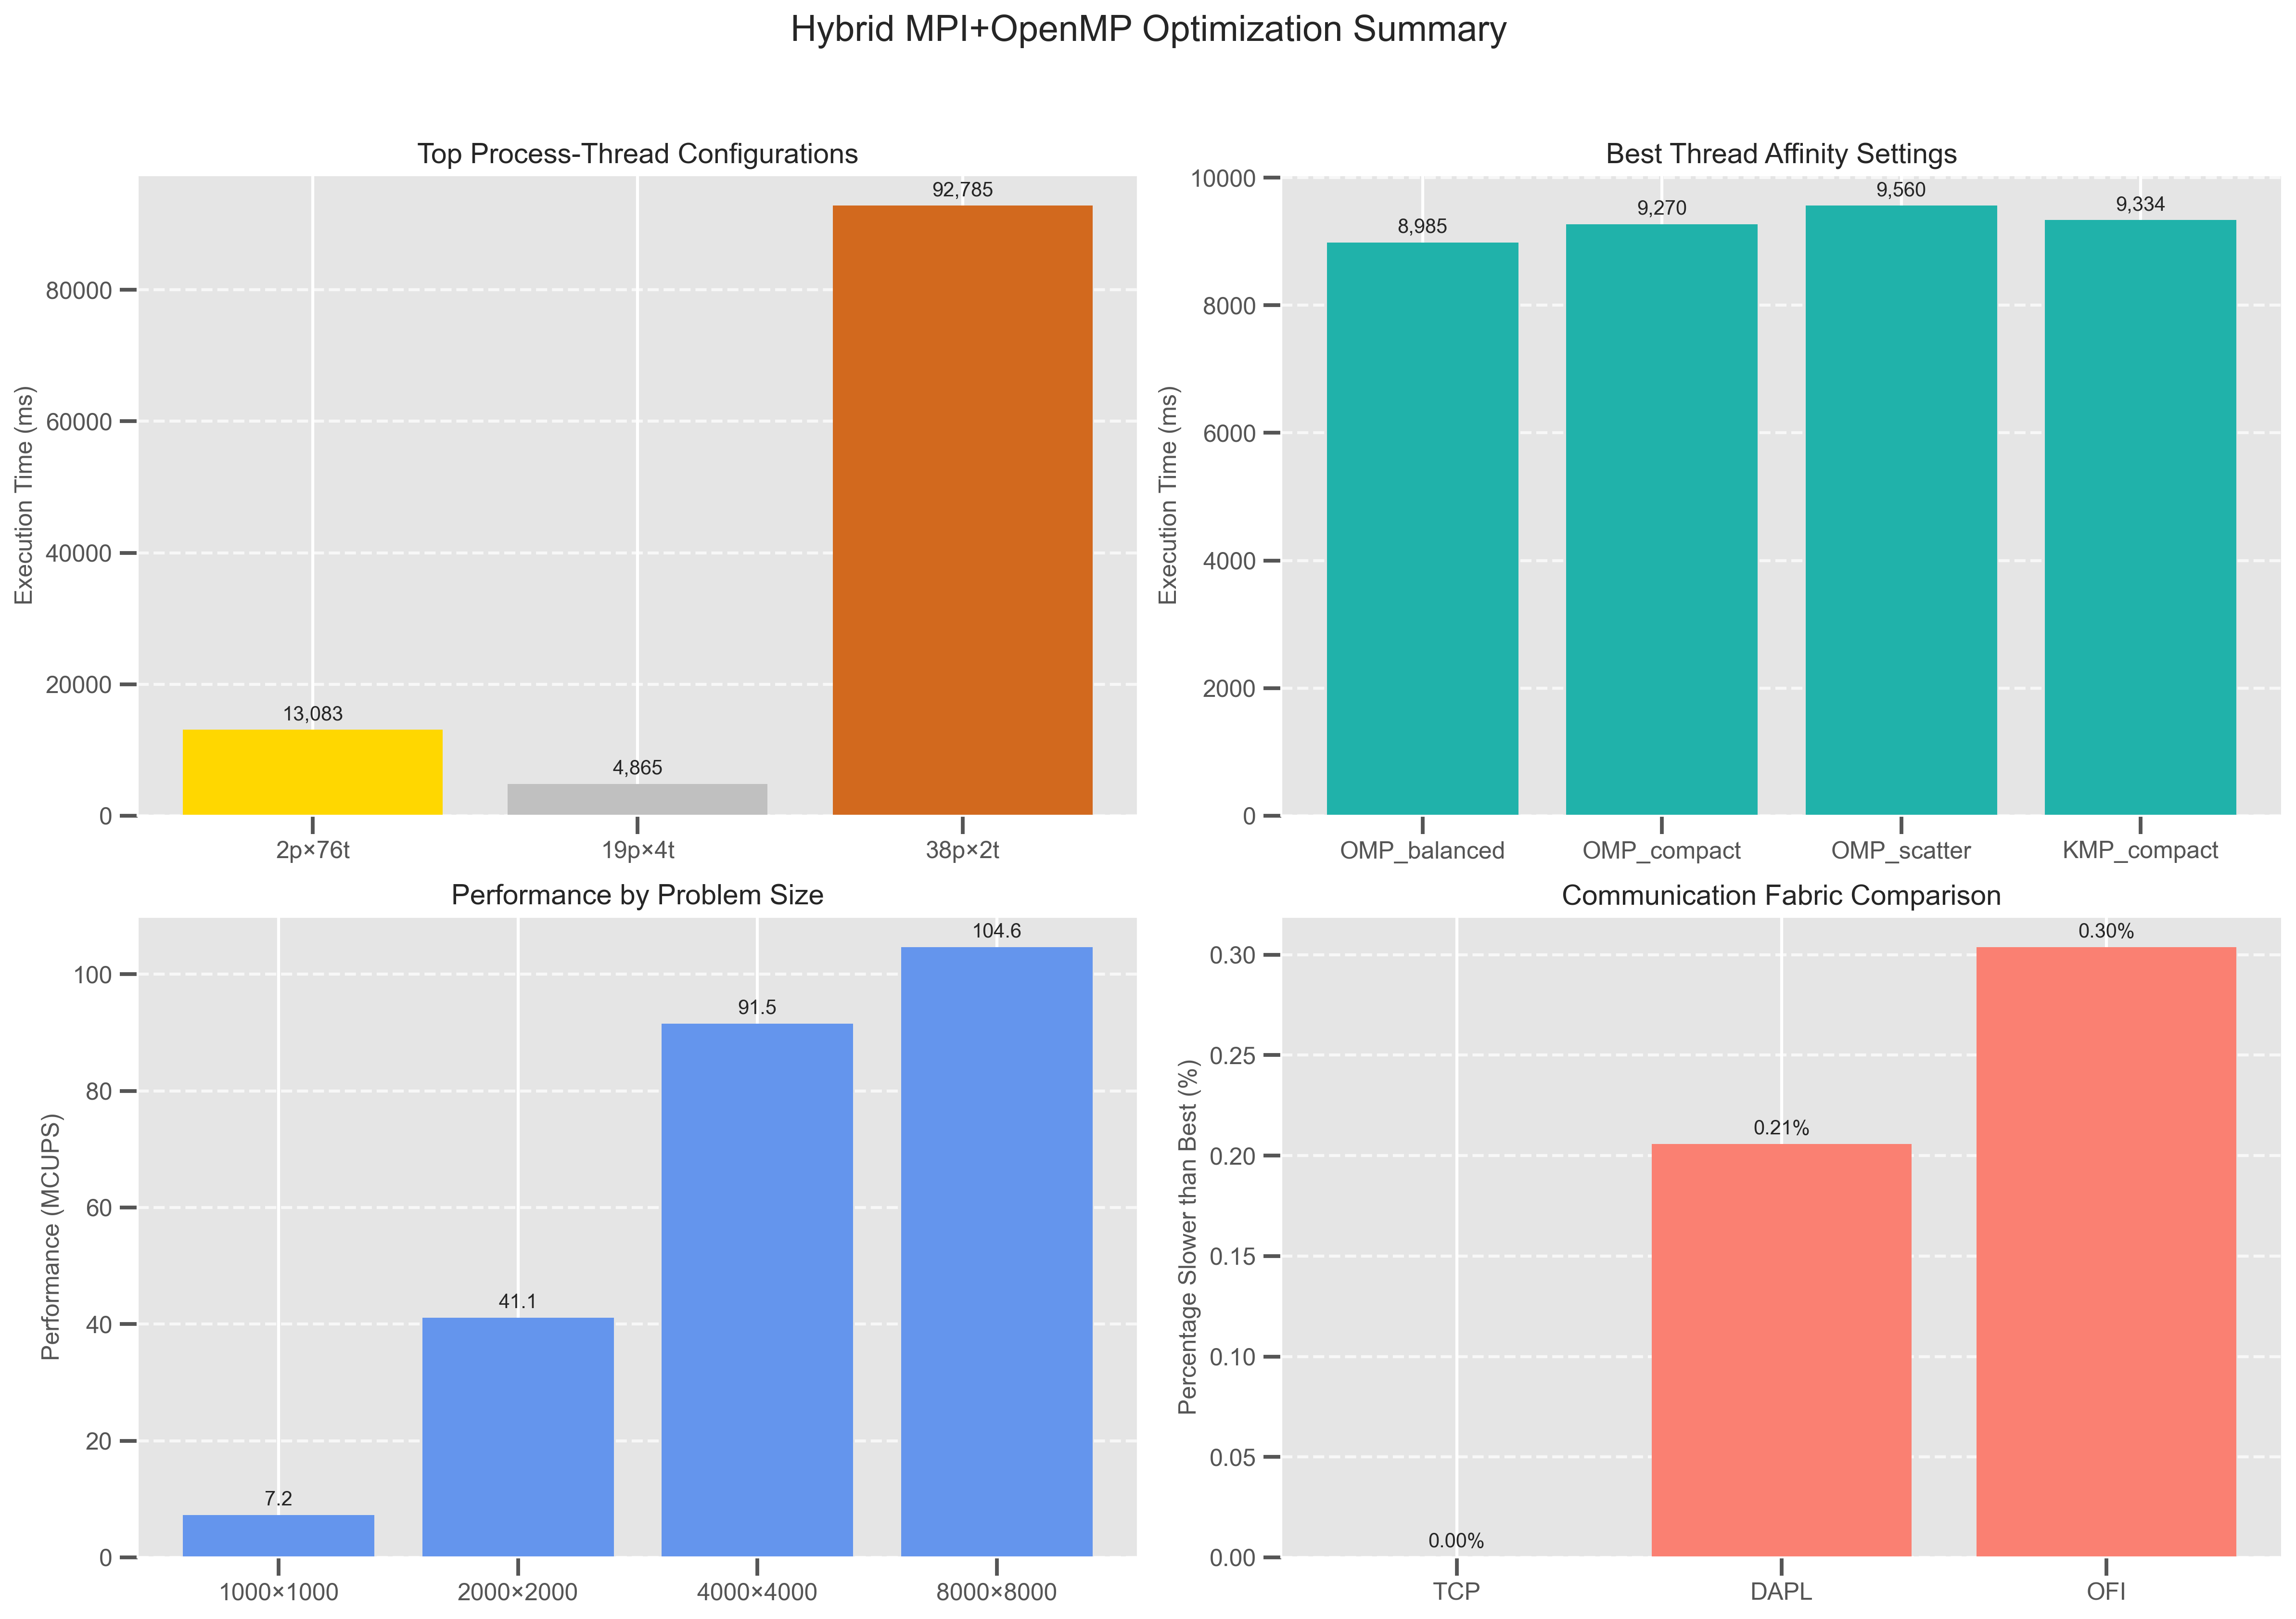 Hybrid MPI+OpenMP Optimization Summary
Top Process-Thread Configurations
Execution Time (ms)
80000
60000
40000
20000
0
13,083
4,865
92,785
2p×76t
19p×4t
38p×2t
Best Thread Affinity Settings
Execution Time (ms)
10000
8000
6000
4000
2000
0
8,985
9,270
9,560
9,334
OMP_balanced
OMP_compact
OMP_scatter
KMP_compact
Performance by Problem Size
Performance (MCUPS)
100
80
60
40
20
0
7.2
41.1
91.5
104.6
1000×1000
2000×2000
4000×4000
8000×8000
Communication Fabric Comparison
Percentage Slower than Best (%)
0.30
0.25
0.20
0.15
0.10
0.05
0.00
0.00%
0.21%
0.30%
TCP
DAPL
OFI